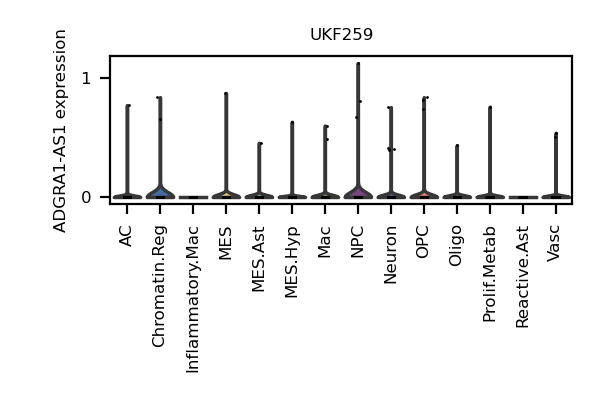 UKF259
ADGRA1-AS1 expression
1
0
AC
Chromatin.Reg
Inflammatory.Mac
MES
MES.Ast
MES.Hyp
Mac
NPC
Neuron
OPC
Oligo
Prolif.Metab
Reactive.Ast
Vasc